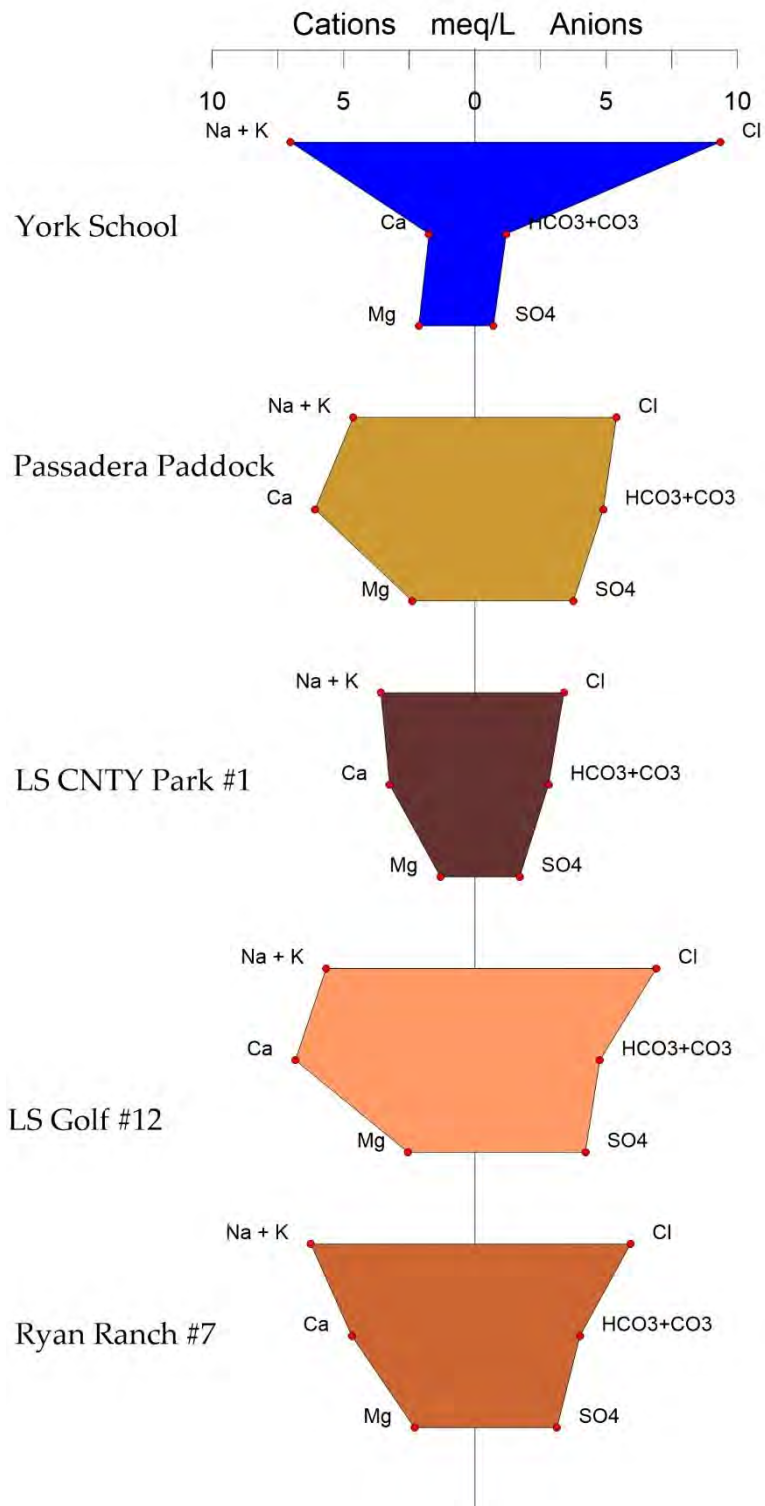 Cations meq/L Anions
10 5 0 5 10
Na + K Cl
York School
Ca HCO3+CO3
Mg SO4
Na + K Cl
Passadera Paddock
Ca HCO3+CO3
Mg SO4
Na + K Cl
LS CNTY Park #1
Ca HCO3+CO3
Mg SO4
Na + K Cl
Ca HCO3+CO3
LS Golf #12
Mg SO4
Na + K Cl
Ryan Ranch #7
Ca HCO3+CO3
Mg SO4